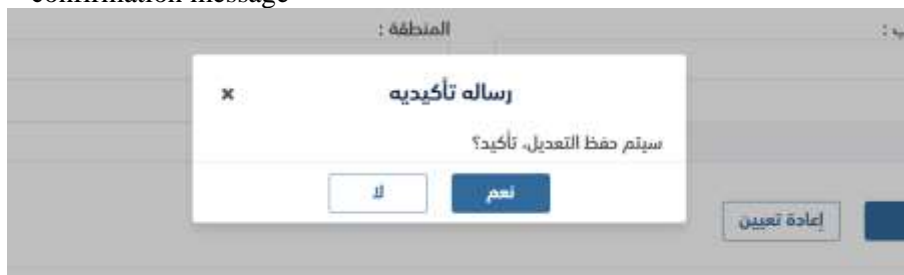 confirmation message
المنطقة :
رساله تأكيديه
×
سيتم حفظ التعديل، تأكيد؟
نعم
لا
إعادة تعيين